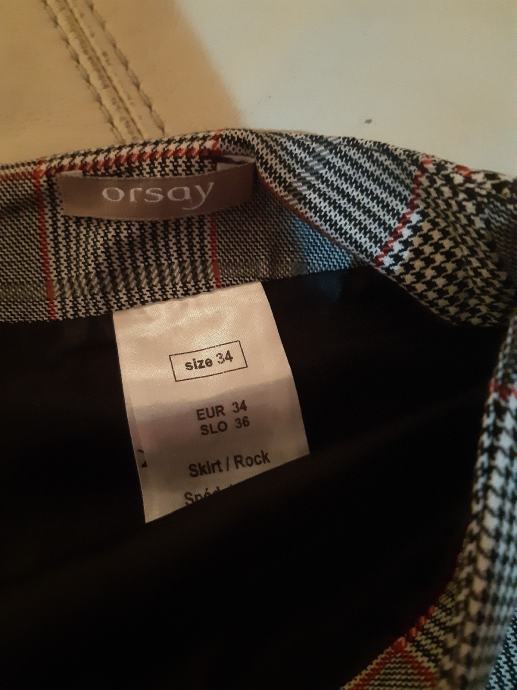 orsay
size 34
EUR 34
SLO 36
Skirt / Rock